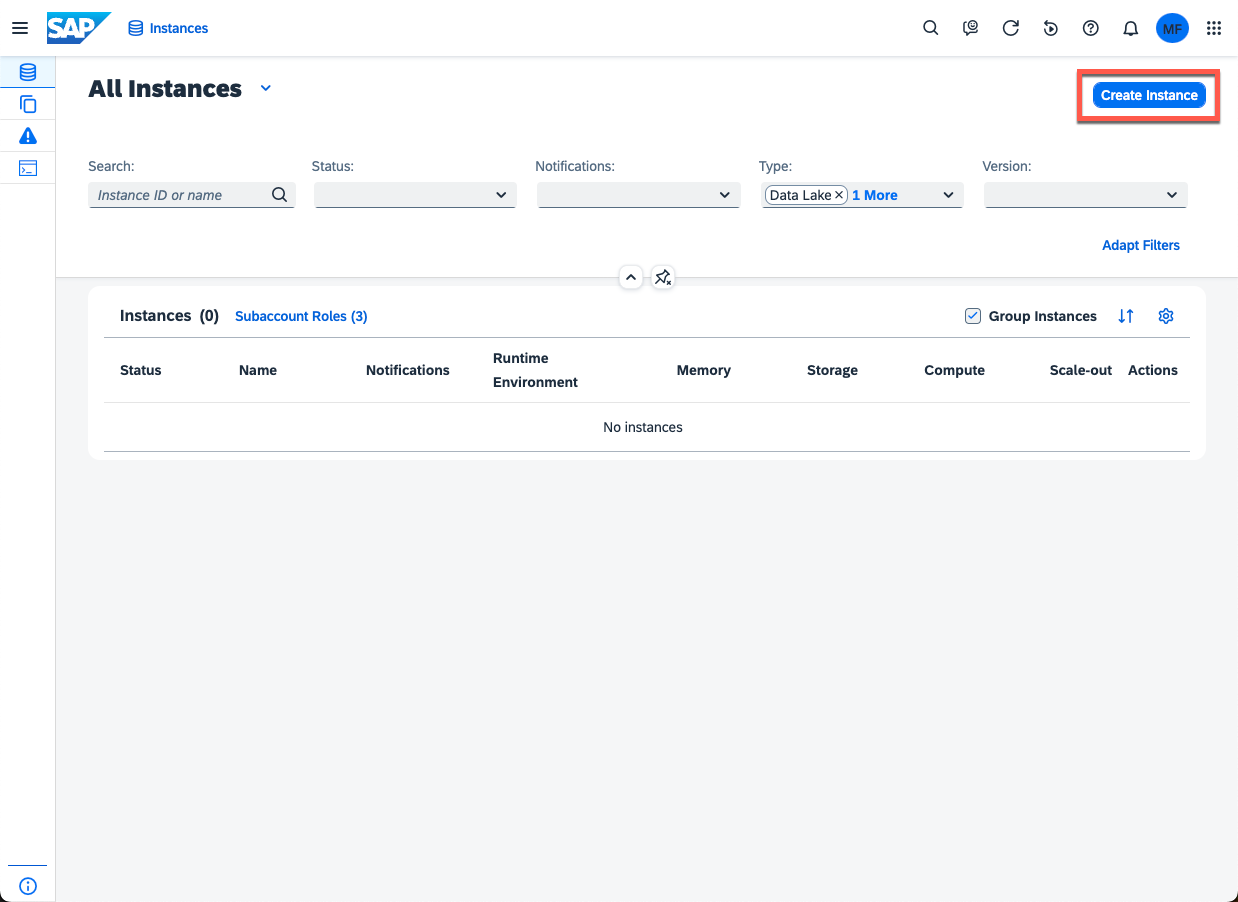 SAP Instances MF
All Instances
Create Instance
Search: Status: Notifications: Type: Version:
Instance ID or name Data Lake 1 More
Adapt Filters
Instances (0) Subaccount Roles (3) Group Instances
Status Name Notifications Runtime Environment Memory Storage Compute Scale-out Actions
No instances